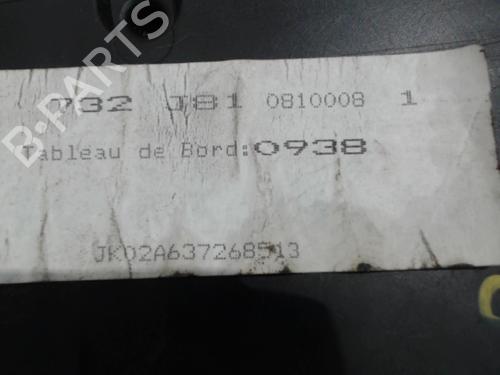 732 J81 0810008 1
Tableau de Bord:0938
JK02A637268513
B-PARTS